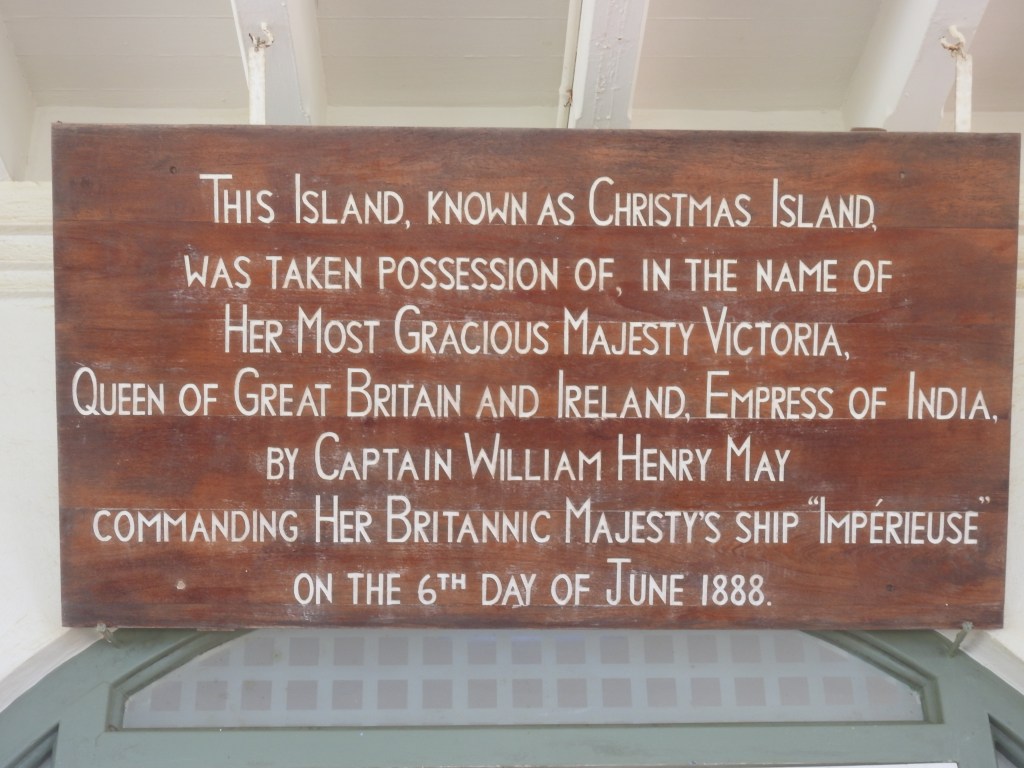 This Island, known as Christmas Island,
was taken possession of, in the name of
Her Most Gracious Majesty Victoria,
Queen of Great Britain and Ireland, Empress of India,
by Captain William Henry May
commanding Her Britannic Majesty's ship "Impérieuse"
on the 6th day of June 1888.